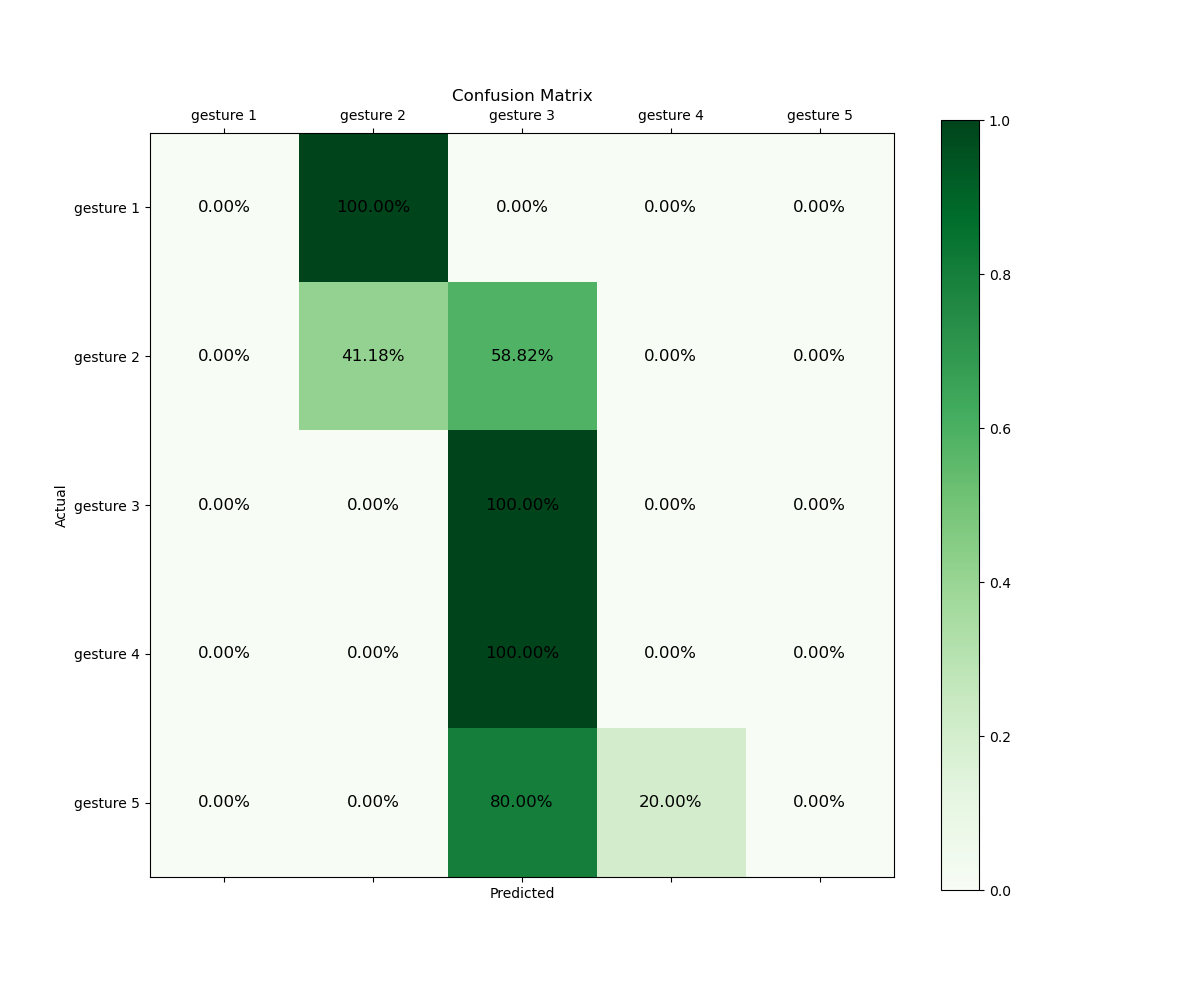 Confusion Matrix
gesture 1 gesture 2 gesture 3 gesture 4 gesture 5
1.0
gesture 1 0.00% 100.00% 0.00% 0.00% 0.00%
0.8
gesture 2 0.00% 41.18% 58.82% 0.00% 0.00%
0.6
Actual
gesture 3 0.00% 0.00% 100.00% 0.00% 0.00%
0.4
gesture 4 0.00% 0.00% 100.00% 0.00% 0.00%
0.2
gesture 5 0.00% 0.00% 80.00% 20.00% 0.00%
0.0
Predicted